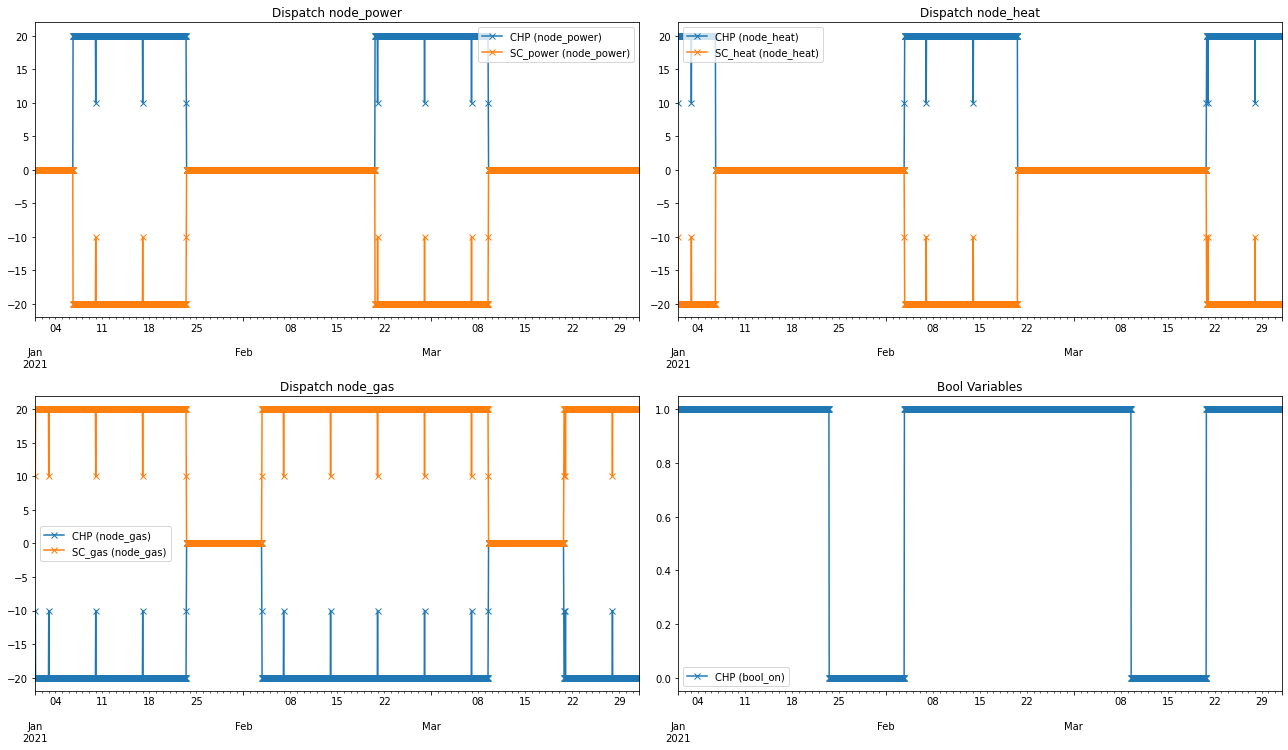 Dispatch node_power
20
15
10
5
0
−5
−10
−15
−20
CHP (node_power)
SC_power (node_power)
04 11 18 25 08 15 22 08 15 22 29
Jan Feb Mar
2021
Dispatch node_heat
20
15
10
5
0
−5
−10
−15
−20
CHP (node_heat)
SC_heat (node_heat)
04 11 18 25 08 15 22 08 15 22 29
Jan Feb Mar
2021
Dispatch node_gas
20
15
10
5
0
−5
−10
−15
−20
CHP (node_gas)
SC_gas (node_gas)
04 11 18 25 08 15 22 08 15 22 29
Jan Feb Mar
2021
Bool Variables
1.0
0.8
0.6
0.4
0.2
0.0
CHP (bool_on)
04 11 18 25 08 15 22 08 15 22 29
Jan Feb Mar
2021